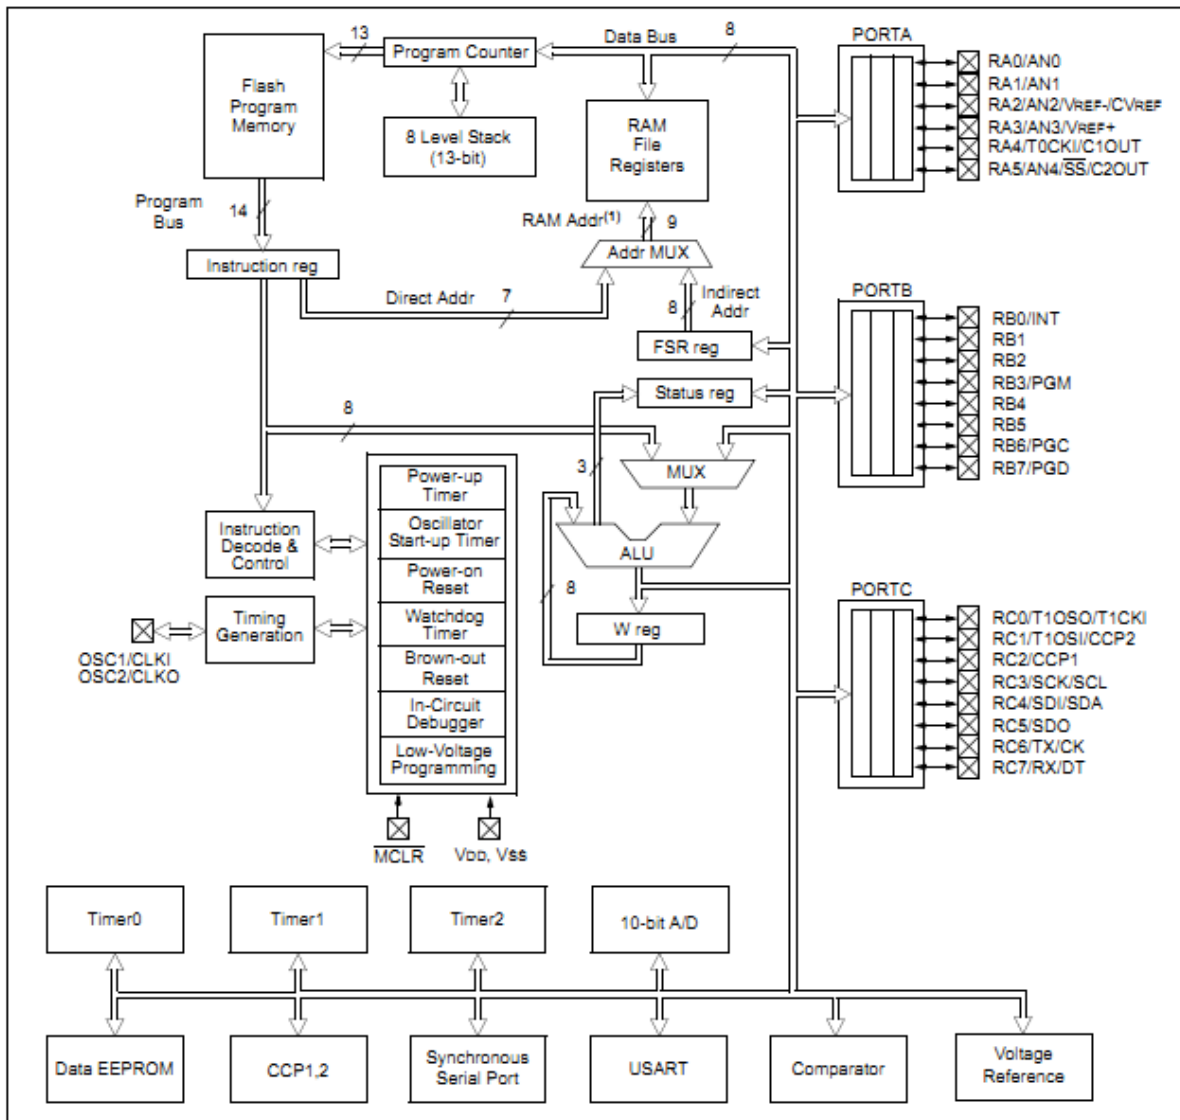 13
Data Bus
8
PORTA
Program Counter
Flash
Program
Memory
8 Level Stack
(13-bit)
RAM
File
Registers
RA0/AN0
RA1/AN1
RA2/AN2/VREF-/CVREF
RA3/AN3/VREF+
RA4/T0CKI/C1OUT
RA5/AN4/SS/C2OUT
Program
Bus
14
RAM Addr(1)
9
Addr MUX
Instruction reg
Direct Addr
7
Indirect
Addr
8
FSR reg
Status reg
PORTB
RB0/INT
RB1
RB2
RB3/PGM
RB4
RB5
RB6/PGC
RB7/PGD
8
3
MUX
ALU
8
W reg
Power-up
Timer
Oscillator
Start-up Timer
Power-on
Reset
Watchdog
Timer
Brown-out
Reset
In-Circuit
Debugger
Low-Voltage
Programming
Instruction
Decode &
Control
Timing
Generation
OSC1/CLKI
OSC2/CLKO
MCLR
VDD, VSS
PORTC
RC0/T1OSO/T1CKI
RC1/T1OSI/CCP2
RC2/CCP1
RC3/SCK/SCL
RC4/SDI/SDA
RC5/SDO
RC6/TX/CK
RC7/RX/DT
Timer0
Timer1
Timer2
10-bit A/D
Data EEPROM
CCP1,2
Synchronous
Serial Port
USART
Comparator
Voltage
Reference